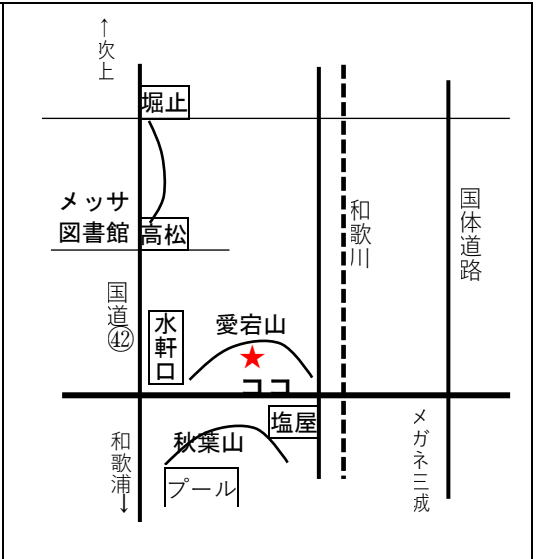 ↑吹上
堀止
メッサ
図書館
高松
和歌川
国体道路
国道㊷
水軒口
愛宕山
★
ココ
塩屋
秋葉山
プール
和歌浦↓
メガネ三成